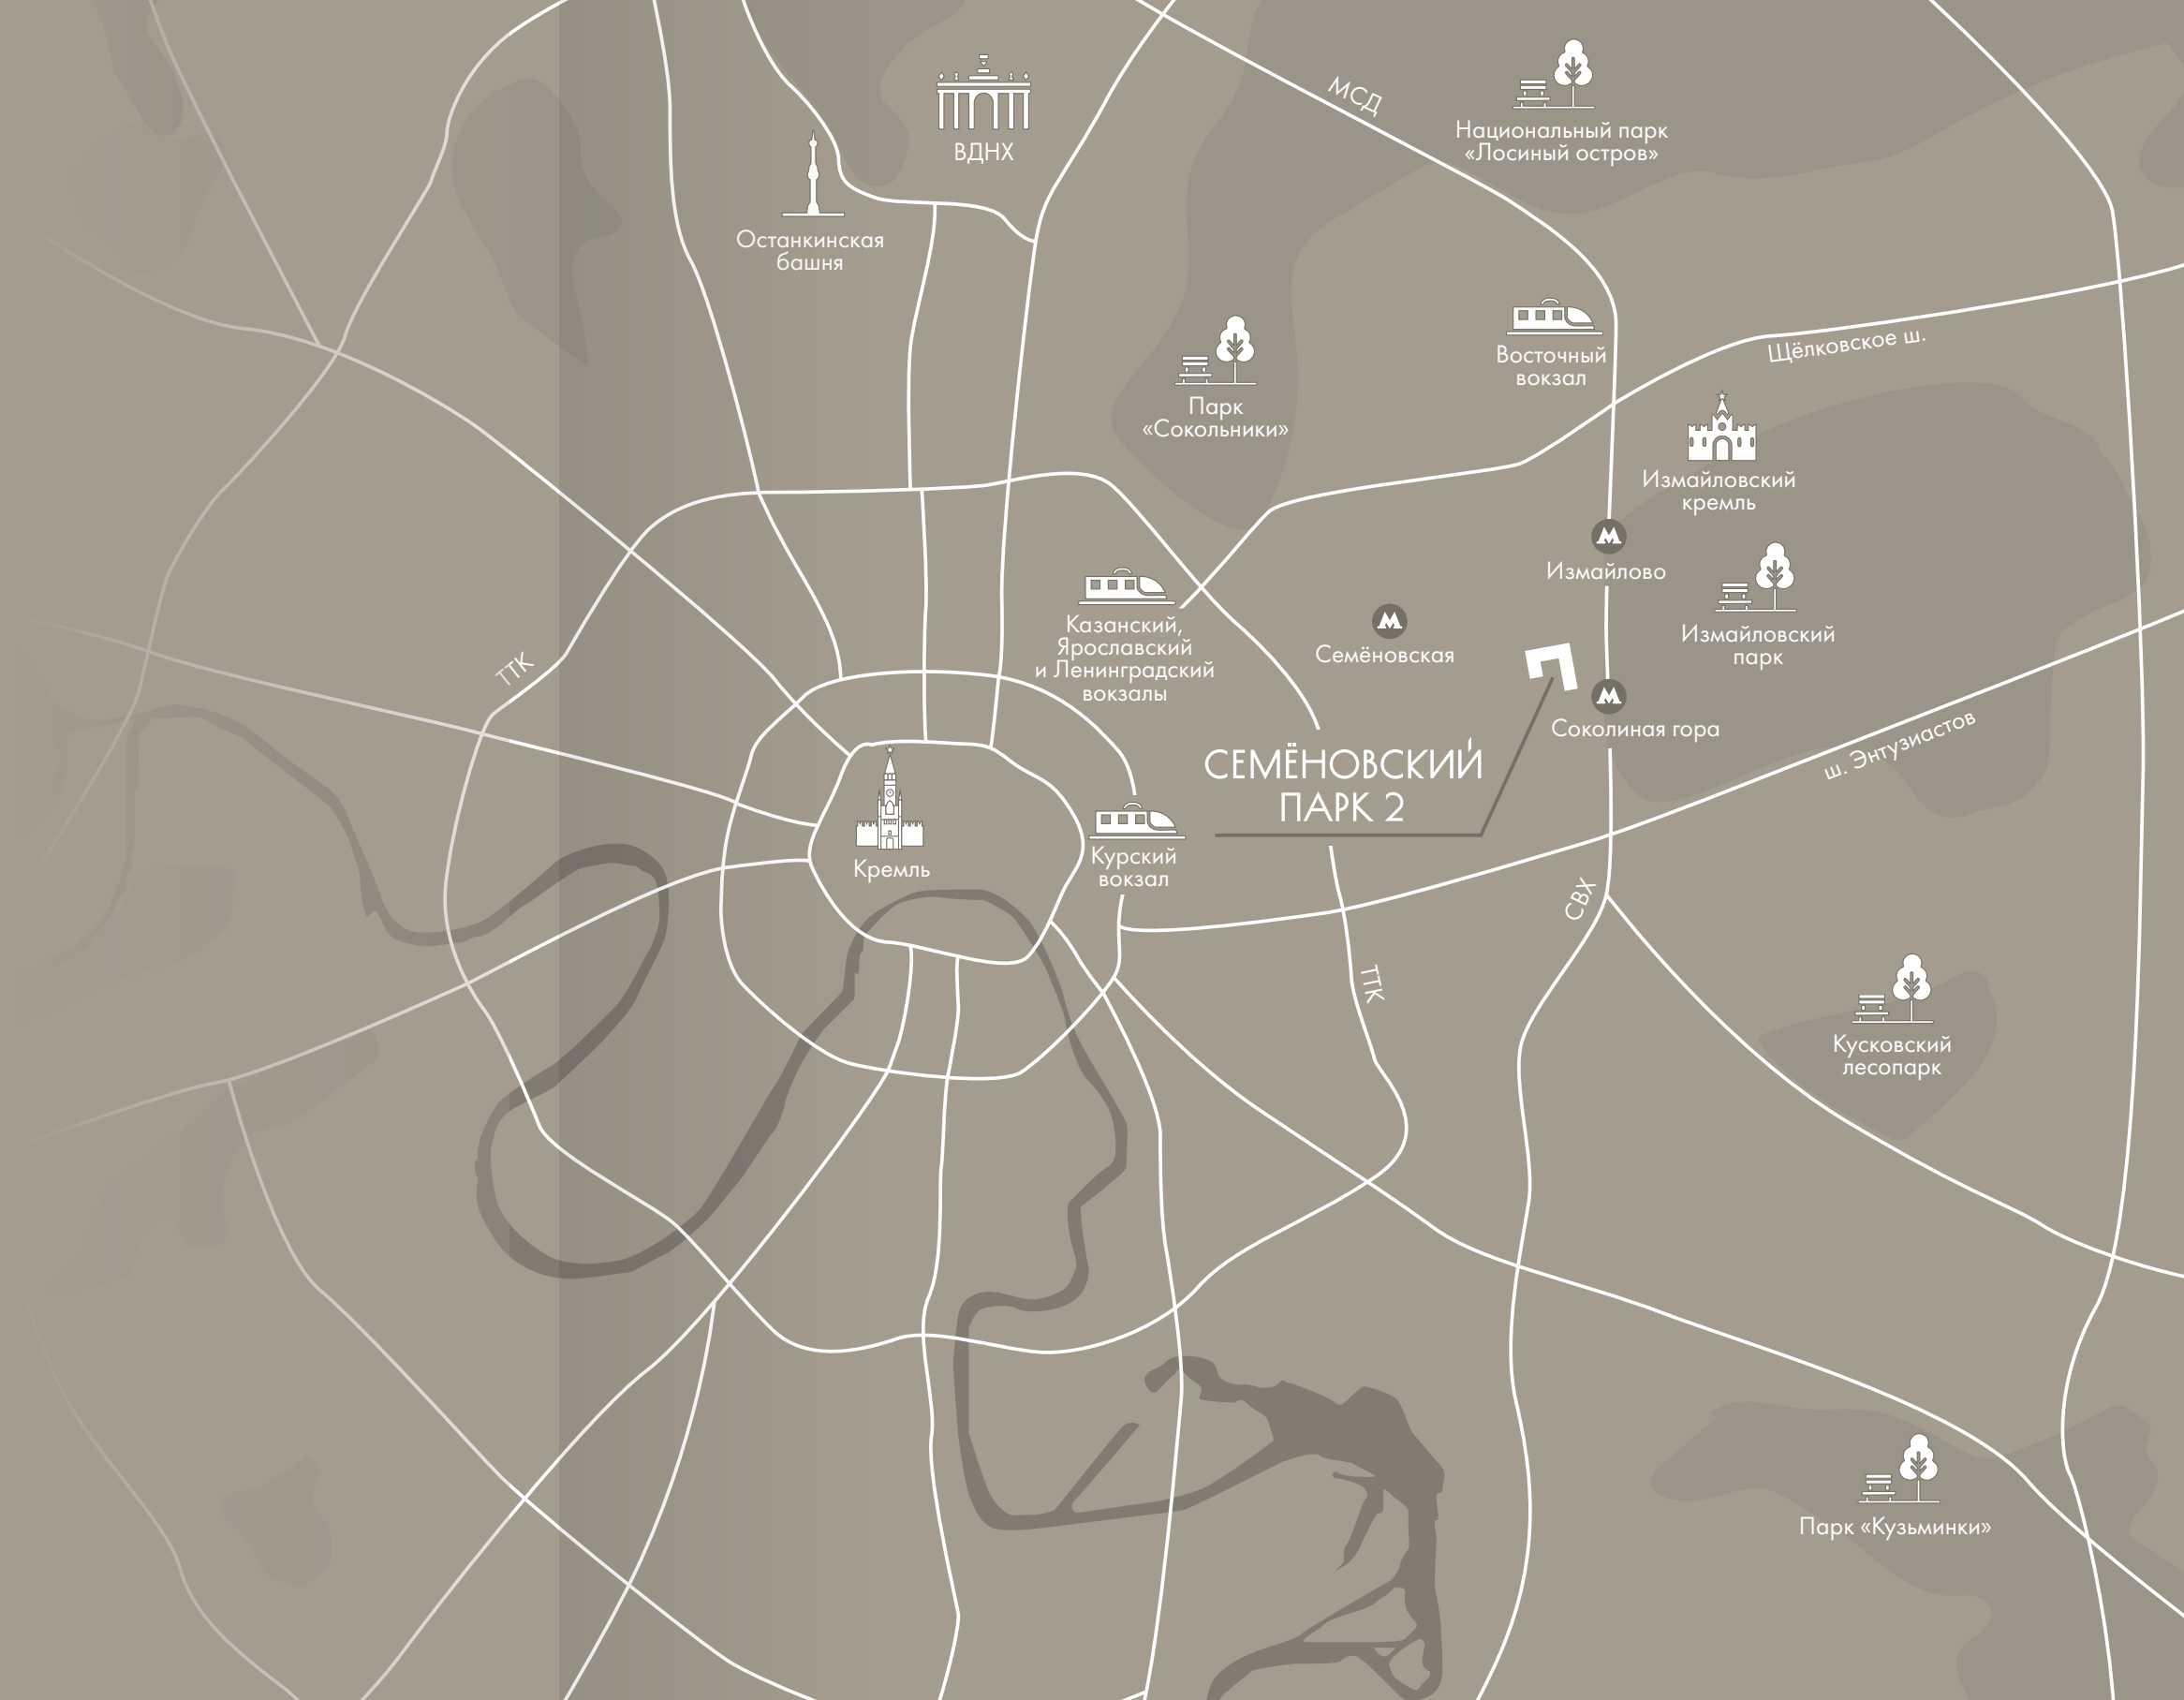 МСД
Национальный парк
«Лосиный остров»
ВДНХ
Останкинская
башня
Восточный
вокзал
Щёлковское ш.
Парк
«Сокольники»
Измайловский
кремль
Измайлово
Казанский,
Ярославский
и Ленинградский
вокзалы
Семёновская
Измайловский
парк
ТТК
Соколиная гора
ш. Энтузиастов
СЕМЁНОВСКИЙ
ПАРК 2
Кремль
Курский
вокзал
СВХ
ТТК
Кусковский
лесопарк
Парк «Кузьминки»